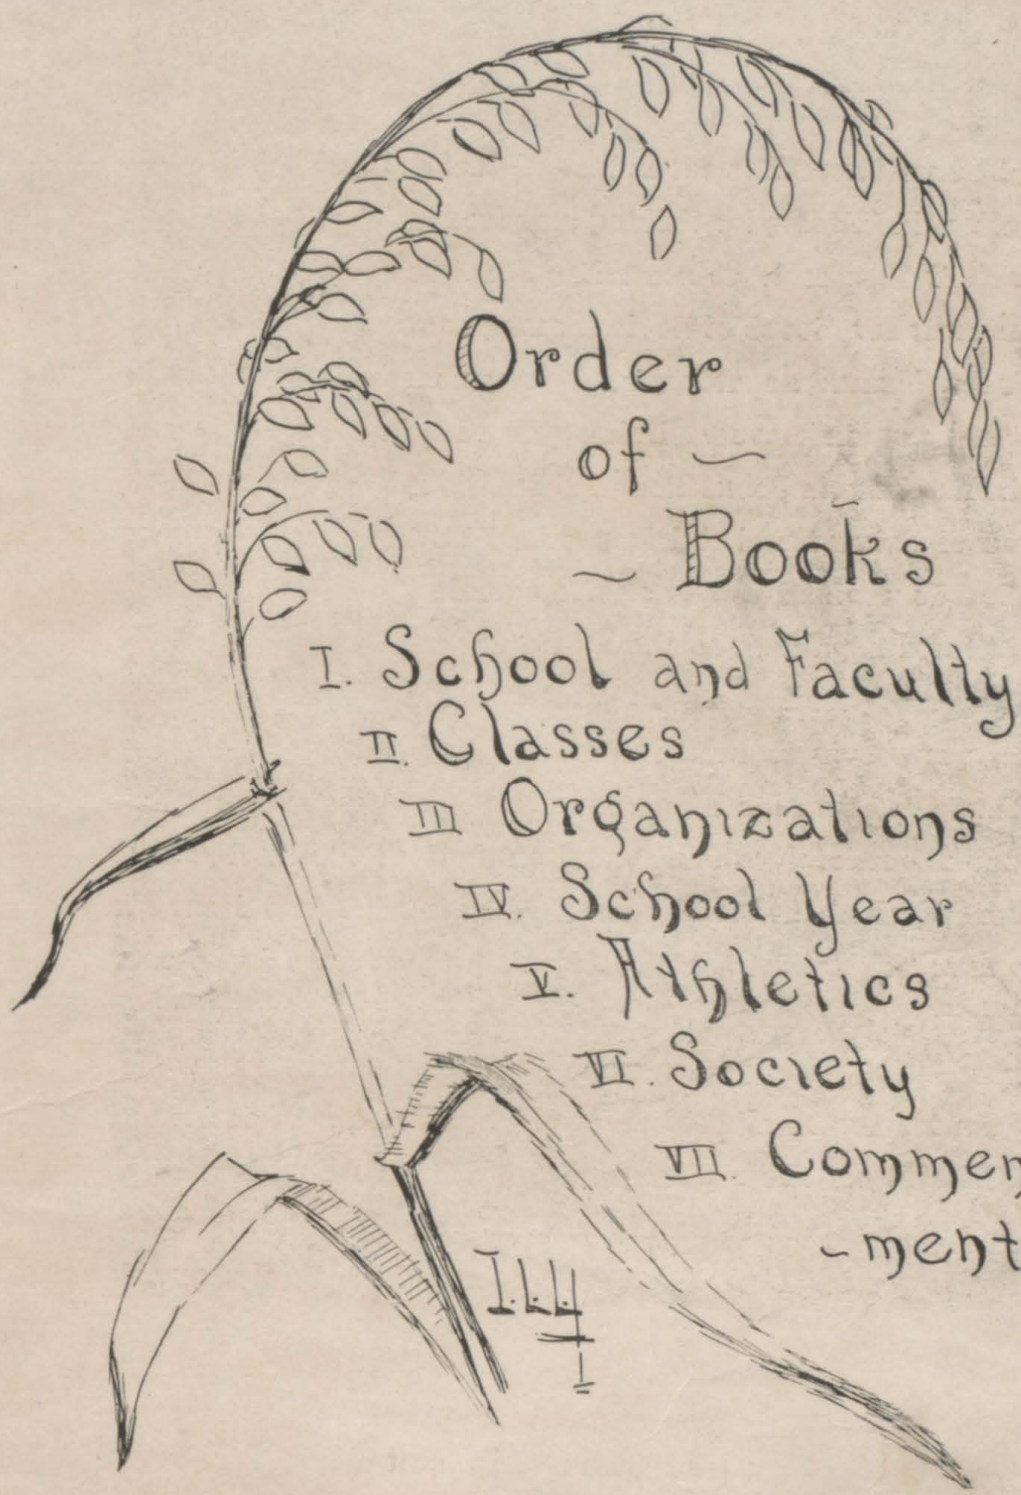 Order
of ~
~ Books
I. School and Faculty
II. Classes
III Organizations
IV. School Year
V. Athletics
VI. Society
VII. Commen
-ment